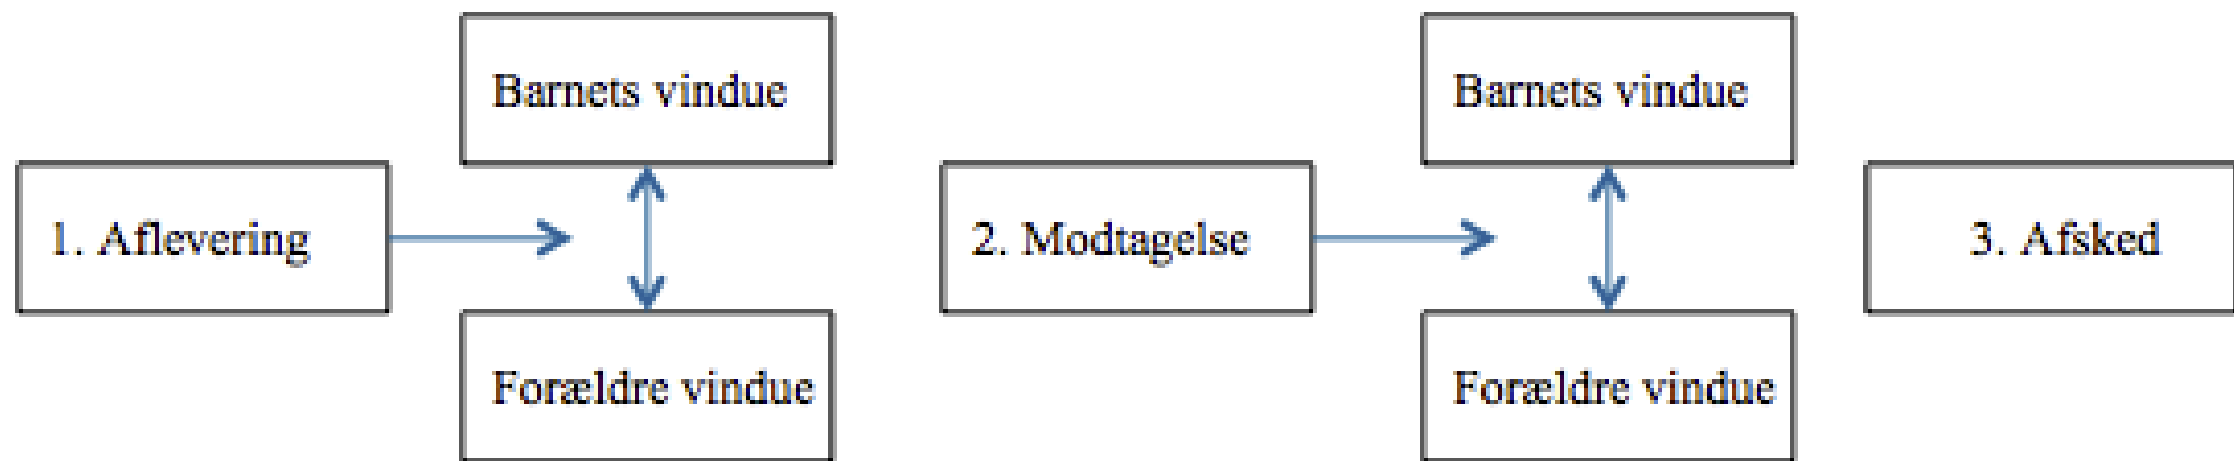 1. Aflevering
Barnets vindue
Forældre vindue
2. Modtagelse
Barnets vindue
Forældre vindue
3. Afsked